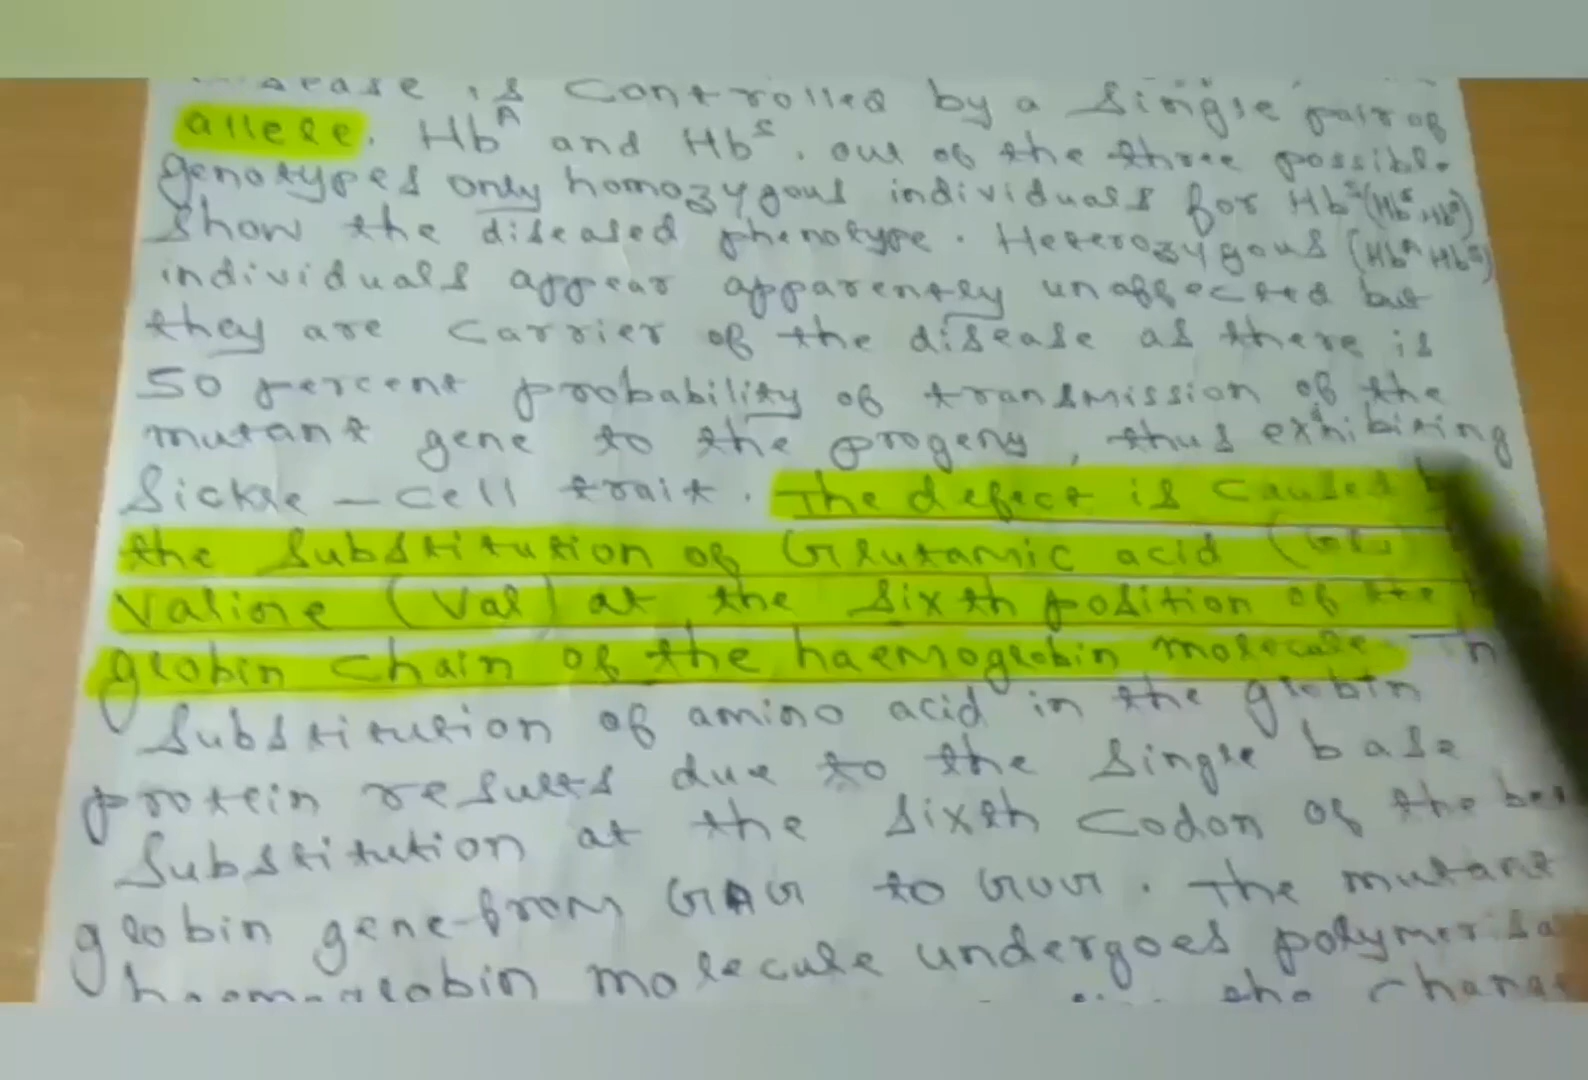 is controlled by a single pair of
allele. Hb^A and Hb^S. out of the three possible
genotypes only homozygous individuals for Hb^S (Hb^S Hb^S)
show the diseased phenotype. Heterozygous (Hb^A Hb^S)
individuals appear apparently unaffected but
they are carrier of the disease as there is
50 percent probability of transmission of the
mutant gene to the progeny, thus exhibiting
Sickle-cell trait. The defect is caused
the substitution of Glutamic acid (Glu)
Valine (Val) at the sixth position of the
globin chain of the haemoglobin molecule.
Substitution of amino acid in the globin
protein results due to the single base
Substitution at the sixth codon of the
globin gene from GAG to GUG. The mutant
haemoglobin molecule undergoes
the